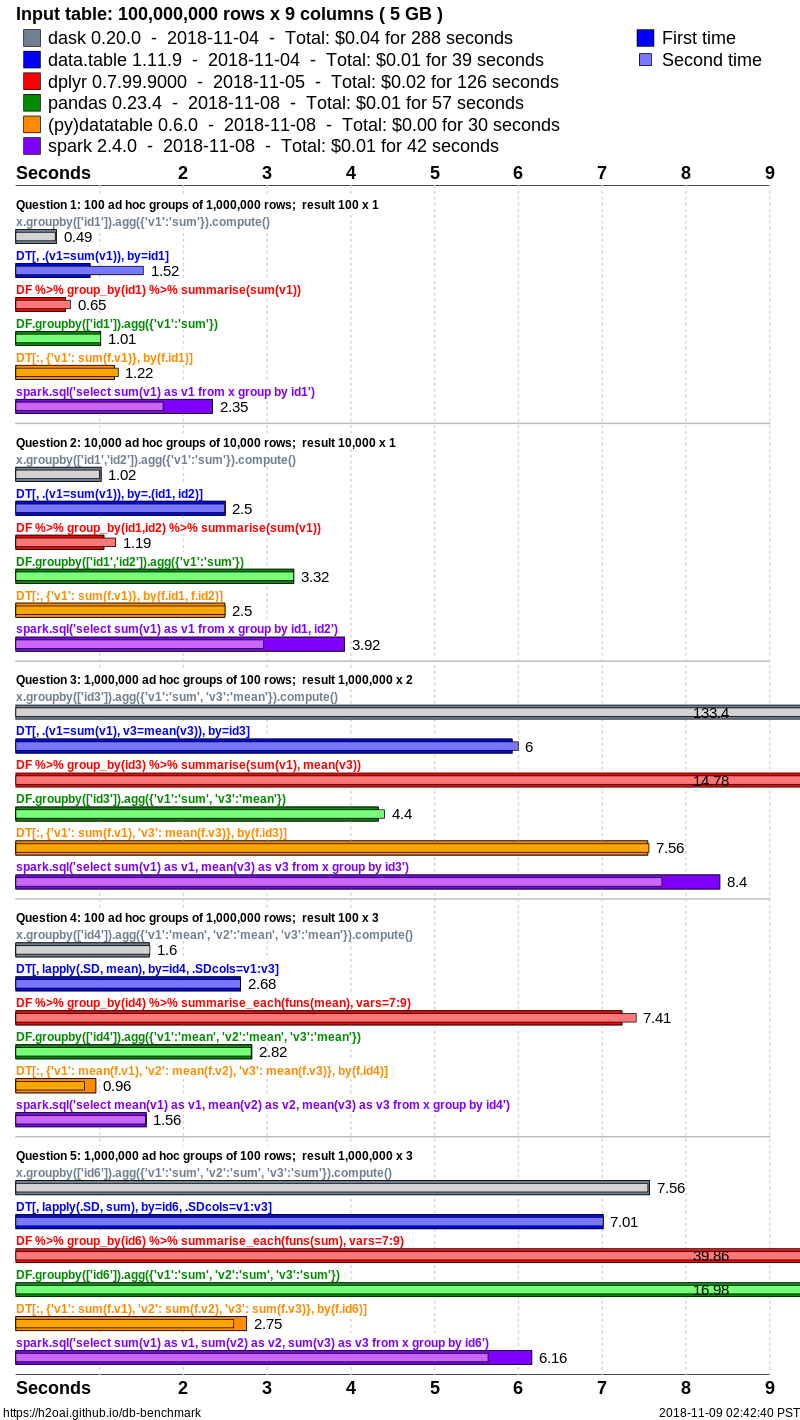 Input table: 100,000,000 rows x 9 columns ( 5 GB )
dask 0.20.0 - 2018-11-04 - Total: $0.04 for 288 seconds
First time
data.table 1.11.9 - 2018-11-04 - Total: $0.01 for 39 seconds
Second time
dplyr 0.7.99.9000 - 2018-11-05 - Total: $0.02 for 126 seconds
pandas 0.23.4 - 2018-11-08 - Total: $0.01 for 57 seconds
(py)datatable 0.6.0 - 2018-11-08 - Total: $0.00 for 30 seconds
spark 2.4.0 - 2018-11-08 - Total: $0.01 for 42 seconds
Seconds 2 3 4 5 6 7 8 9
Question 1: 100 ad hoc groups of 1,000,000 rows; result 100 x 1
x.groupby(['id1']).agg({'v1':'sum'}).compute()
0.49
DT[, .(v1=sum(v1)), by=id1]
1.52
DF %>% group_by(id1) %>% summarise(sum(v1))
0.65
DF.groupby(['id1']).agg({'v1':'sum'})
1.01
DT[:, {'v1': sum(f.v1)}, by(f.id1)]
1.22
spark.sql('select sum(v1) as v1 from x group by id1')
2.35
Question 2: 10,000 ad hoc groups of 10,000 rows; result 10,000 x 1
x.groupby(['id1','id2']).agg({'v1':'sum'}).compute()
1.02
DT[, .(v1=sum(v1)), by=.(id1, id2)]
2.5
DF %>% group_by(id1,id2) %>% summarise(sum(v1))
1.19
DF.groupby(['id1','id2']).agg({'v1':'sum'})
3.32
DT[:, {'v1': sum(f.v1)}, by(f.id1, f.id2)]
2.5
spark.sql('select sum(v1) as v1 from x group by id1, id2')
3.92
Question 3: 1,000,000 ad hoc groups of 100 rows; result 1,000,000 x 2
x.groupby(['id3']).agg({'v1':'sum', 'v3':'mean'}).compute()
133.4
DT[, .(v1=sum(v1), v3=mean(v3)), by=id3]
6
DF %>% group_by(id3) %>% summarise(sum(v1), mean(v3))
14.78
DF.groupby(['id3']).agg({'v1':'sum', 'v3':'mean'})
4.4
DT[:, {'v1': sum(f.v1), 'v3': mean(f.v3)}, by(f.id3)]
7.56
spark.sql('select sum(v1) as v1, mean(v3) as v3 from x group by id3')
8.4
Question 4: 100 ad hoc groups of 1,000,000 rows; result 100 x 3
x.groupby(['id4']).agg({'v1':'mean', 'v2':'mean', 'v3':'mean'}).compute()
1.6
DT[, lapply(.SD, mean), by=id4, .SDcols=v1:v3]
2.68
DF %>% group_by(id4) %>% summarise_each(funs(mean), vars=7:9)
7.41
DF.groupby(['id4']).agg({'v1':'mean', 'v2':'mean', 'v3':'mean'})
2.82
DT[:, {'v1': mean(f.v1), 'v2': mean(f.v2), 'v3': mean(f.v3)}, by(f.id4)]
0.96
spark.sql('select mean(v1) as v1, mean(v2) as v2, mean(v3) as v3 from x group by id4')
1.56
Question 5: 1,000,000 ad hoc groups of 100 rows; result 1,000,000 x 3
x.groupby(['id6']).agg({'v1':'sum', 'v2':'sum', 'v3':'sum'}).compute()
7.56
DT[, lapply(.SD, sum), by=id6, .SDcols=v1:v3]
7.01
DF %>% group_by(id6) %>% summarise_each(funs(sum), vars=7:9)
39.86
DF.groupby(['id6']).agg({'v1':'sum', 'v2':'sum', 'v3':'sum'})
16.98
DT[:, {'v1': sum(f.v1), 'v2': sum(f.v2), 'v3': sum(f.v3)}, by(f.id6)]
2.75
spark.sql('select sum(v1) as v1, sum(v2) as v2, sum(v3) as v3 from x group by id6')
6.16
Seconds 2 3 4 5 6 7 8 9
https://h2oai.github.io/db-benchmark
2018-11-09 02:42:40 PST